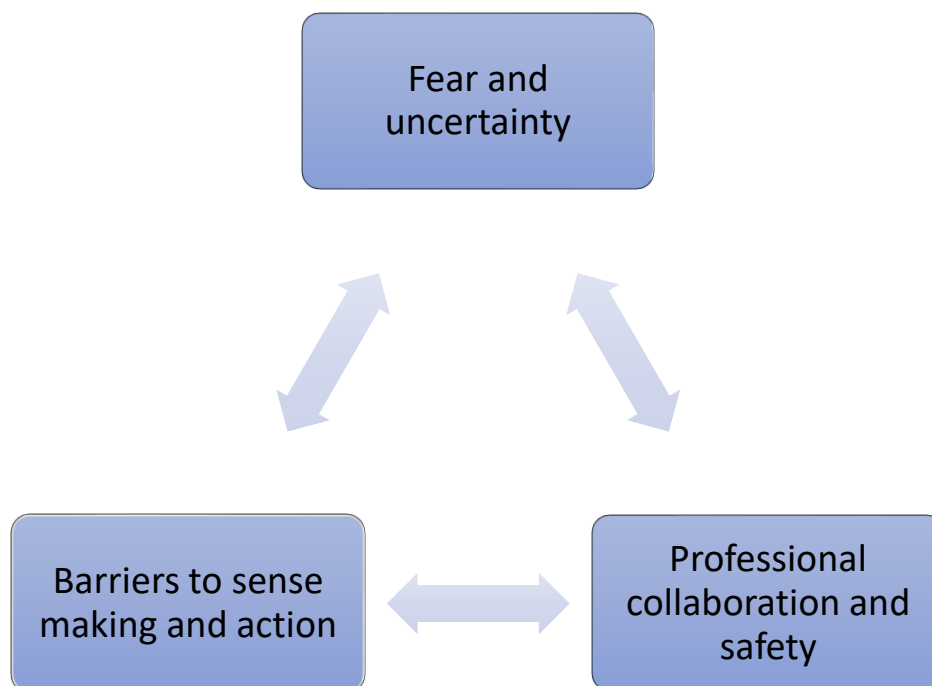 Fear and
uncertainty
Barriers to sense
making and action
Professional
collaboration and
safety